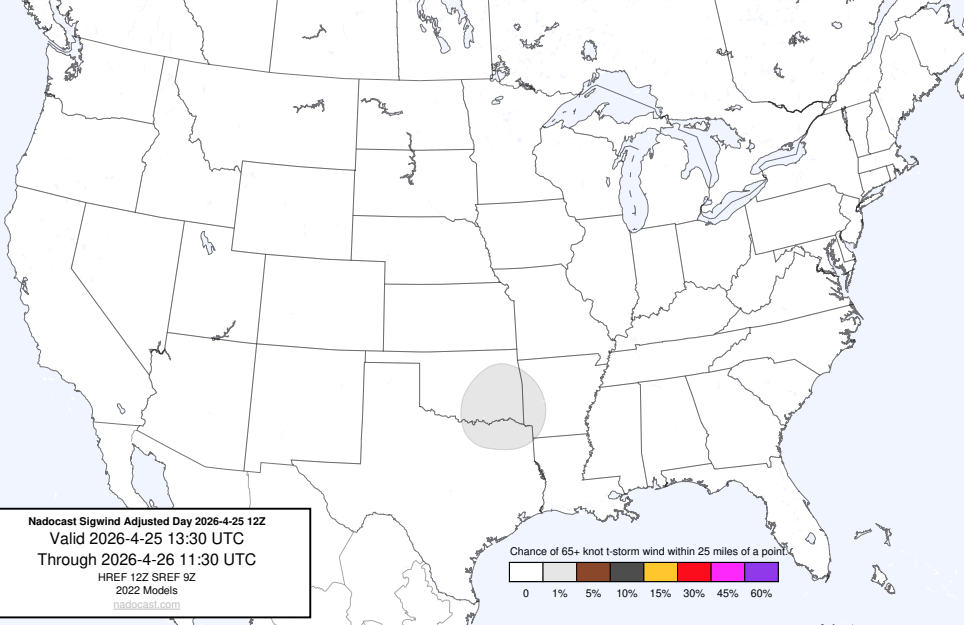 Nadocast Sigwind Adjusted Day 2026-4-25 12Z
Valid 2026-4-25 13:30 UTC
Through 2026-4-26 11:30 UTC
HREF 12Z SREF 9Z
2022 Models
nadocast.com
Chance of 65+ knot t-storm wind within 25 miles of a point.
0 1% 5% 10% 15% 30% 45% 60%